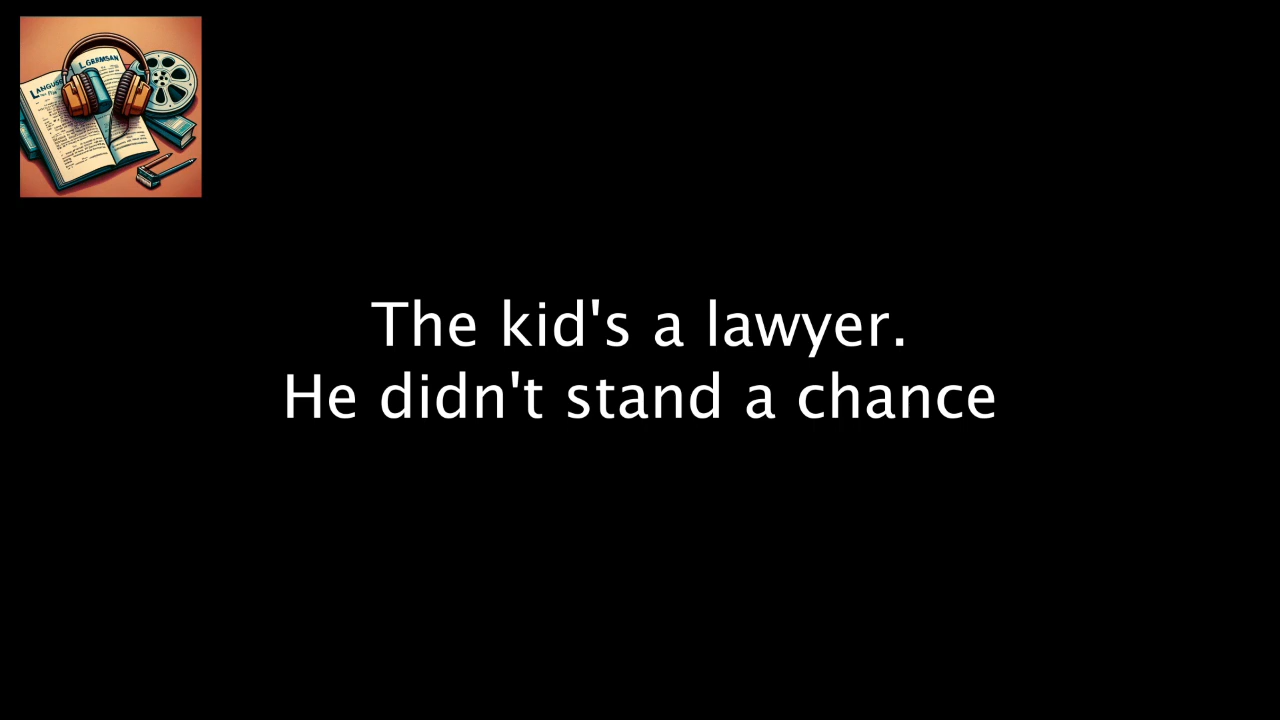 The kid's a lawyer.
He didn't stand a chance